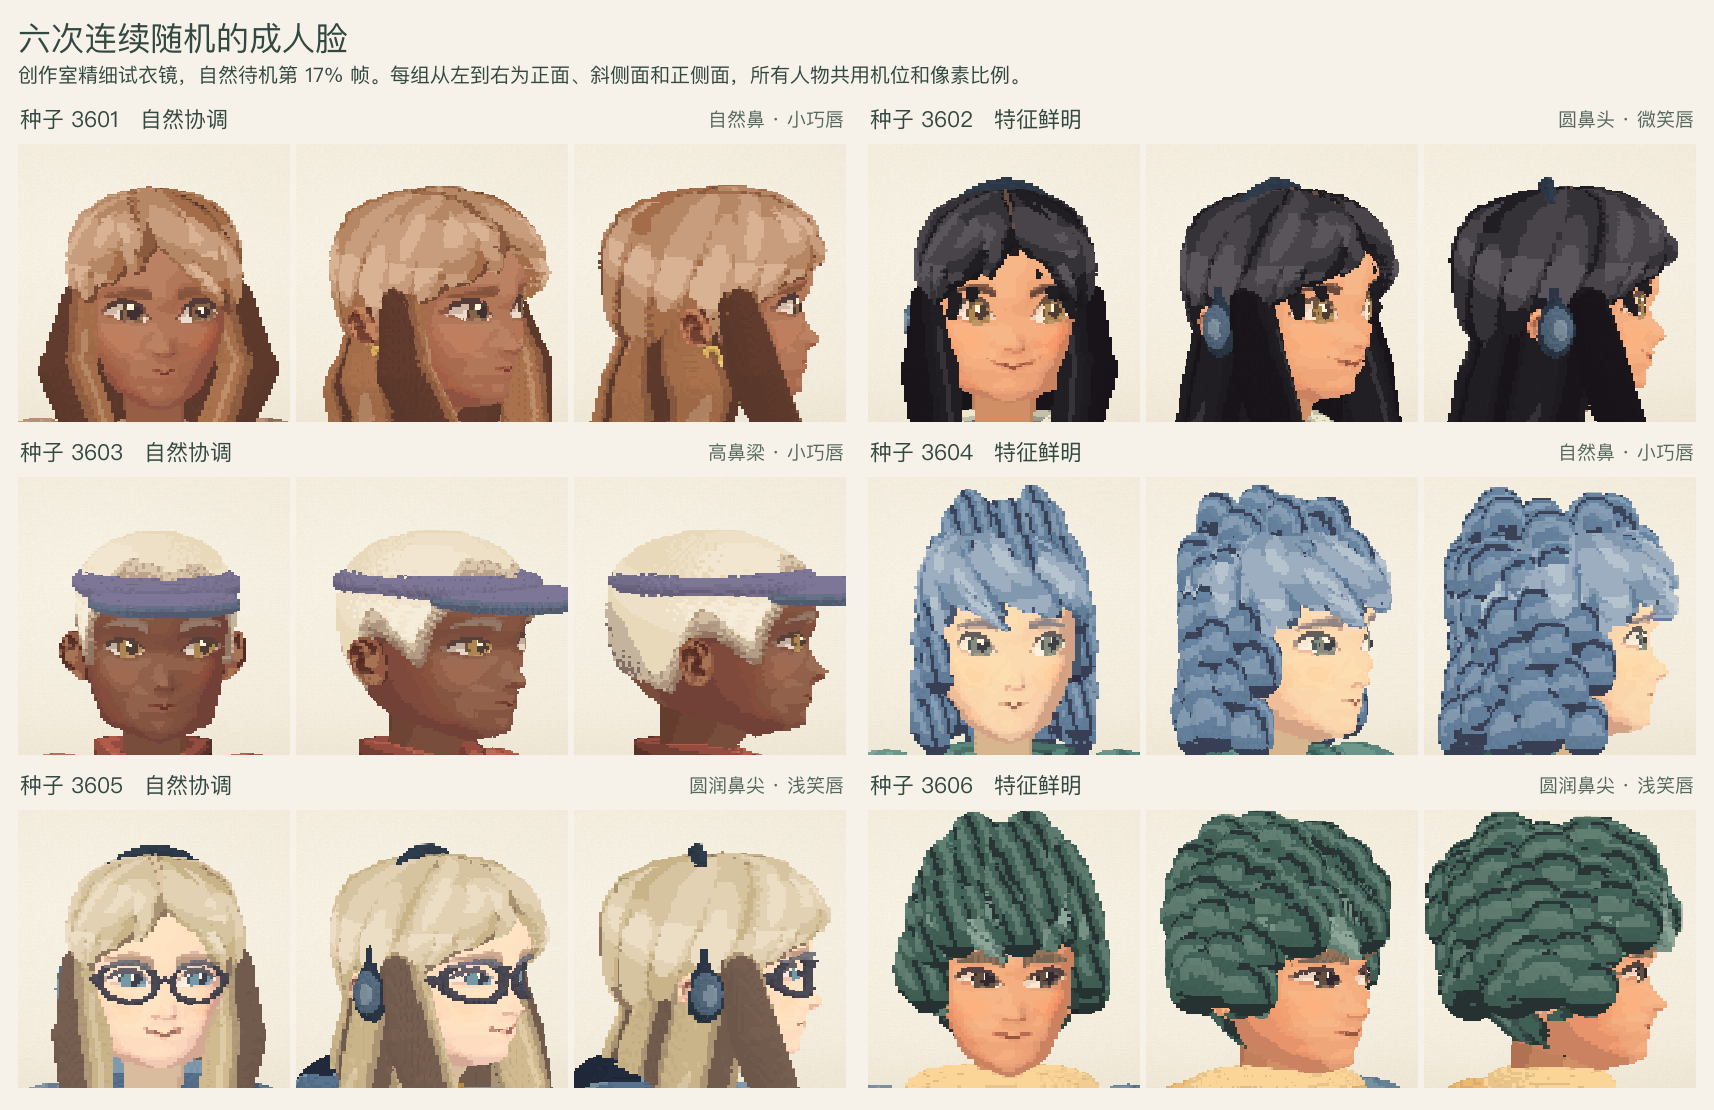 六次连续随机的成人脸
创作室精细试衣镜，自然待机第 17% 帧。每组从左到右为正面、斜侧面和正侧面，所有人物共用机位和像素比例。
种子 3601 自然协调
自然鼻 · 小巧唇
种子 3602 特征鲜明
圆鼻头 · 微笑唇
种子 3603 自然协调
高鼻梁 · 小巧唇
种子 3604 特征鲜明
自然鼻 · 小巧唇
种子 3605 自然协调
圆润鼻尖 · 浅笑唇
种子 3606 特征鲜明
圆润鼻尖 · 浅笑唇